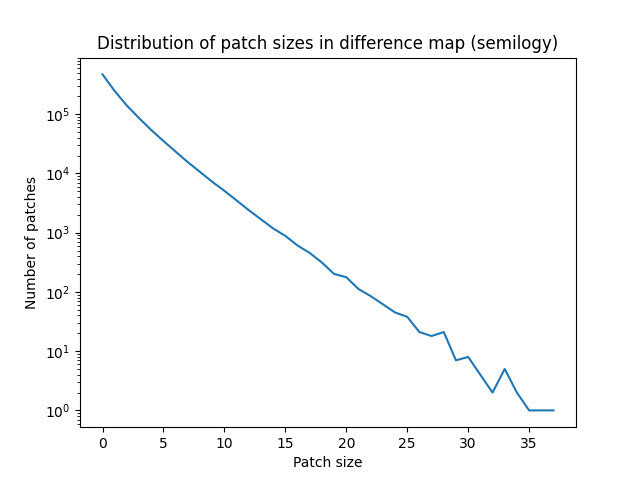 Distribution of patch sizes in difference map (semilogy)
Number of patches
10⁵
10⁴
10³
10²
10¹
10⁰
0 5 10 15 20 25 30 35
Patch size